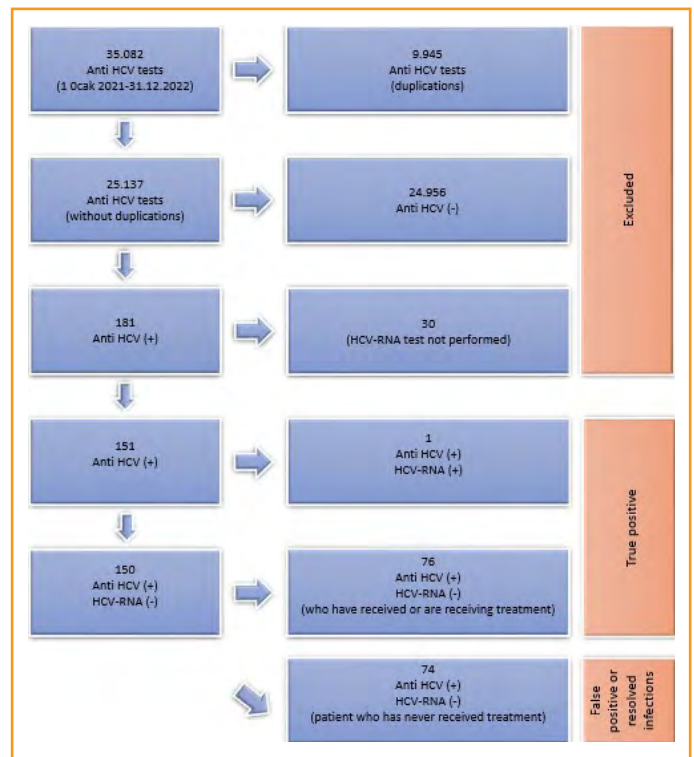 35.082
Anti HCV tests
(1 Ocak 2021-31.12.2022)
9.945
Anti HCV tests
(duplications)
25.137
Anti HCV tests
(without duplications)
24.956
Anti HCV (-)
181
Anti HCV (+)
30
(HCV-RNA test not performed)
Excluded
151
Anti HCV (+)
1
Anti HCV (+)
HCV-RNA (+)
150
Anti HCV (+)
HCV-RNA (-)
76
Anti HCV (+)
HCV-RNA (-)
(who have received or are receiving treatment)
True positive
74
Anti HCV (+)
HCV-RNA (-)
(patient who has never received treatment)
False
positive or
resolved
infections